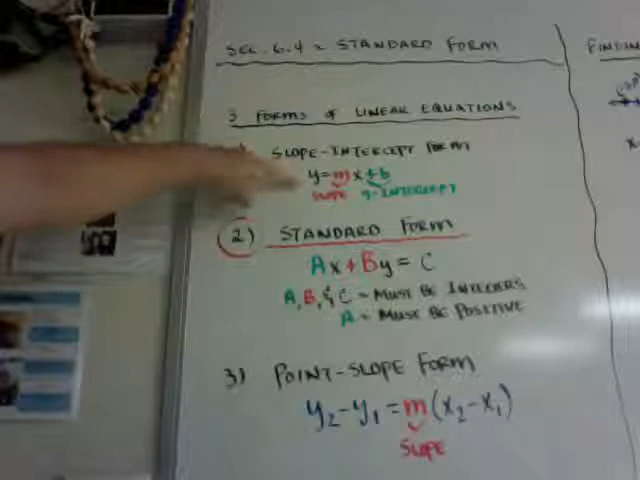 SEC. 6.4 = STANDARD FORM
3 FORMS of LINEAR EQUATIONS
SLOPE-INTERCEPT FORM
y = mx + b
SLOPE y-INTERCEPT
2) STANDARD FORM
Ax + By = C
A, B, & C = MUST BE INTEGERS
A = MUST BE POSITIVE
3) POINT-SLOPE FORM
y₂ - y₁ = m(x₂ - x₁)
SLOPE
FINDIN
x-